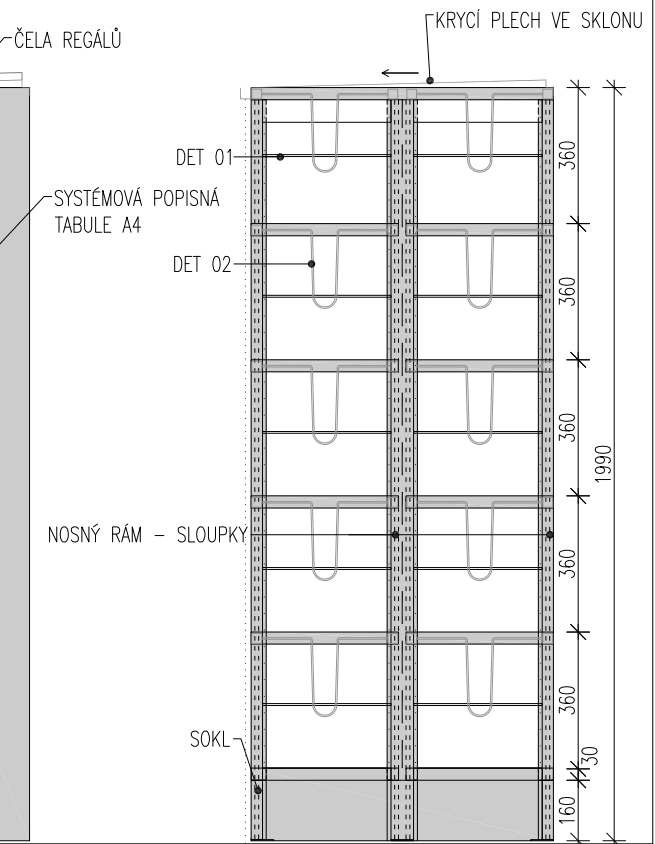 KRYCÍ PLECH VE SKLONU
ČELA REGÁLŮ
DET 01
360
SYSTÉMOVÁ POPISNÁ
TABULE A4
DET 02
360
360
1990
NOSNÝ RÁM – SLOUPKY
360
360
SOKL
30
160